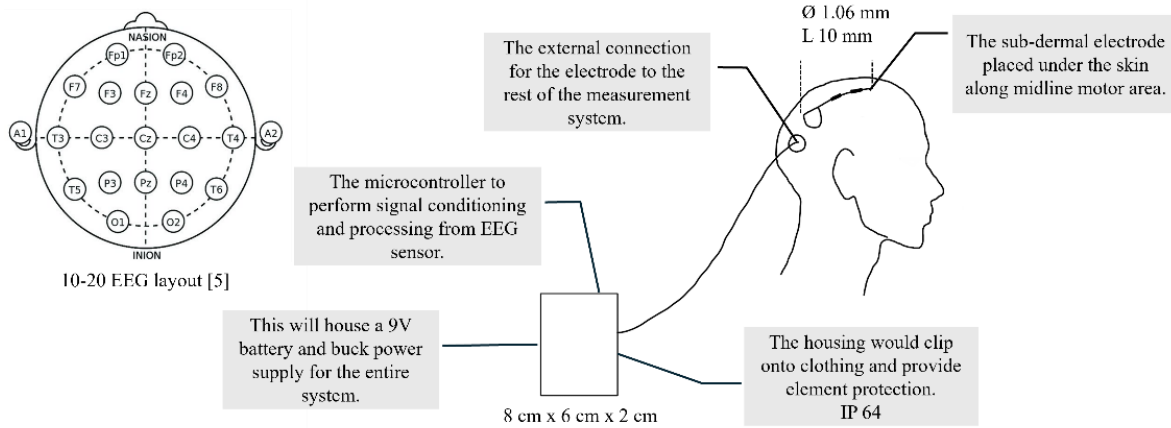 NASION
Fp1 Fp2
F7 F3 Fz F4 F8
A1 T3 C3 Cz C4 T4 A2
T5 P3 Pz P4 T6
O1 O2
INION
10-20 EEG layout [5]
The external connection
for the electrode to the
rest of the measurement
system.
Ø 1.06 mm
L 10 mm
The sub-dermal electrode
placed under the skin
along midline motor area.
The microcontroller to
perform signal conditioning
and processing from EEG
sensor.
This will house a 9V
battery and buck power
supply for the entire
system.
The housing would clip
onto clothing and provide
element protection.
IP 64
8 cm x 6 cm x 2 cm